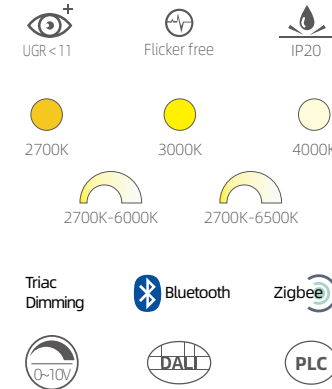 UGR<11
Flicker free
IP20
2700K
3000K
4000K
2700K-6000K
2700K-6500K
Triac
Dimming
Bluetooth
Zigbee
0~10V
DALI
PLC